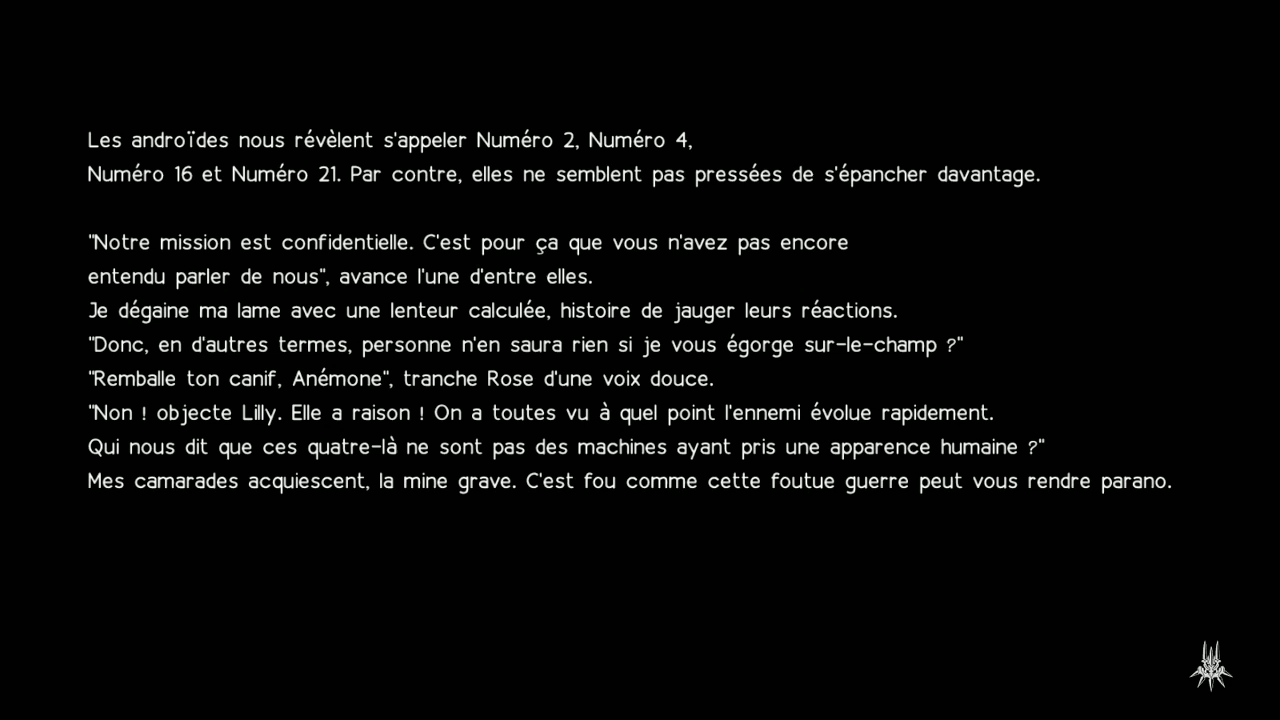 Les androïdes nous révèlent s'appeler Numéro 2, Numéro 4,
Numéro 16 et Numéro 21. Par contre, elles ne semblent pas pressées de s'épancher davantage.
"Notre mission est confidentielle. C'est pour ça que vous n'avez pas encore
entendu parler de nous", avance l'une d'entre elles.
Je dégaine ma lame avec une lenteur calculée, histoire de jauger leurs réactions.
"Donc, en d'autres termes, personne n'en saura rien si je vous égorge sur-le-champ ?"
"Remballe ton canif, Anémone", tranche Rose d'une voix douce.
"Non ! objecte Lilly. Elle a raison ! On a toutes vu à quel point l'ennemi évolue rapidement.
Qui nous dit que ces quatre-là ne sont pas des machines ayant pris une apparence humaine ?"
Mes camarades acquiescent, la mine grave. C'est fou comme cette foutue guerre peut vous rendre parano.